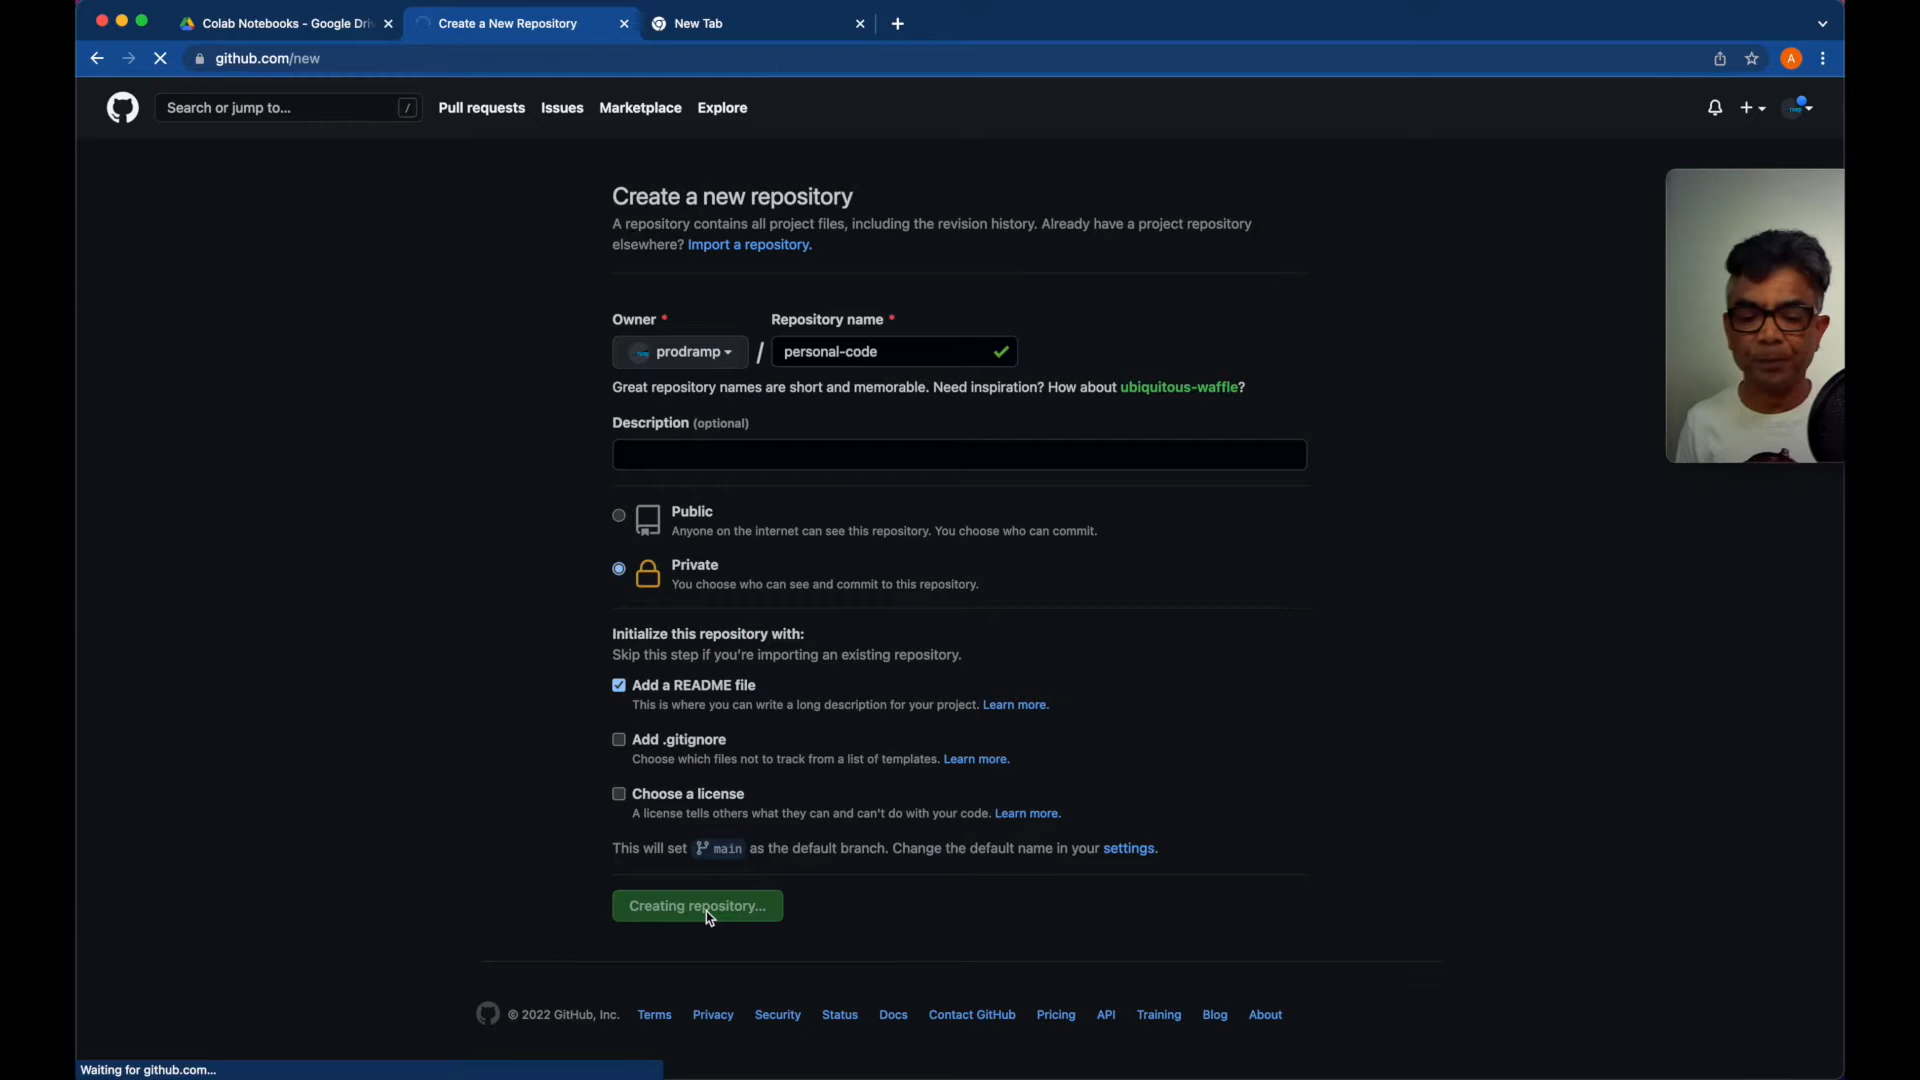 Colab Notebooks - Google Dri
Create a New Repository
New Tab
github.com/new
A
Search or jump to...
/
Pull requests
Issues
Marketplace
Explore
Create a new repository
A repository contains all project files, including the revision history. Already have a project repository
elsewhere? Import a repository.
Owner *
Repository name *
prodramp
/
personal-code
Great repository names are short and memorable. Need inspiration? How about ubiquitous-waffle?
Description (optional)
Public
Anyone on the internet can see this repository. You choose who can commit.
Private
You choose who can see and commit to this repository.
Initialize this repository with:
Skip this step if you're importing an existing repository.
Add a README file
This is where you can write a long description for your project. Learn more.
Add .gitignore
Choose which files not to track from a list of templates. Learn more.
Choose a license
A license tells others what they can and can't do with your code. Learn more.
This will set main as the default branch. Change the default name in your settings.
Creating repository...
© 2022 GitHub, Inc.
Terms
Privacy
Security
Status
Docs
Contact GitHub
Pricing
API
Training
Blog
About
Waiting for github.com...